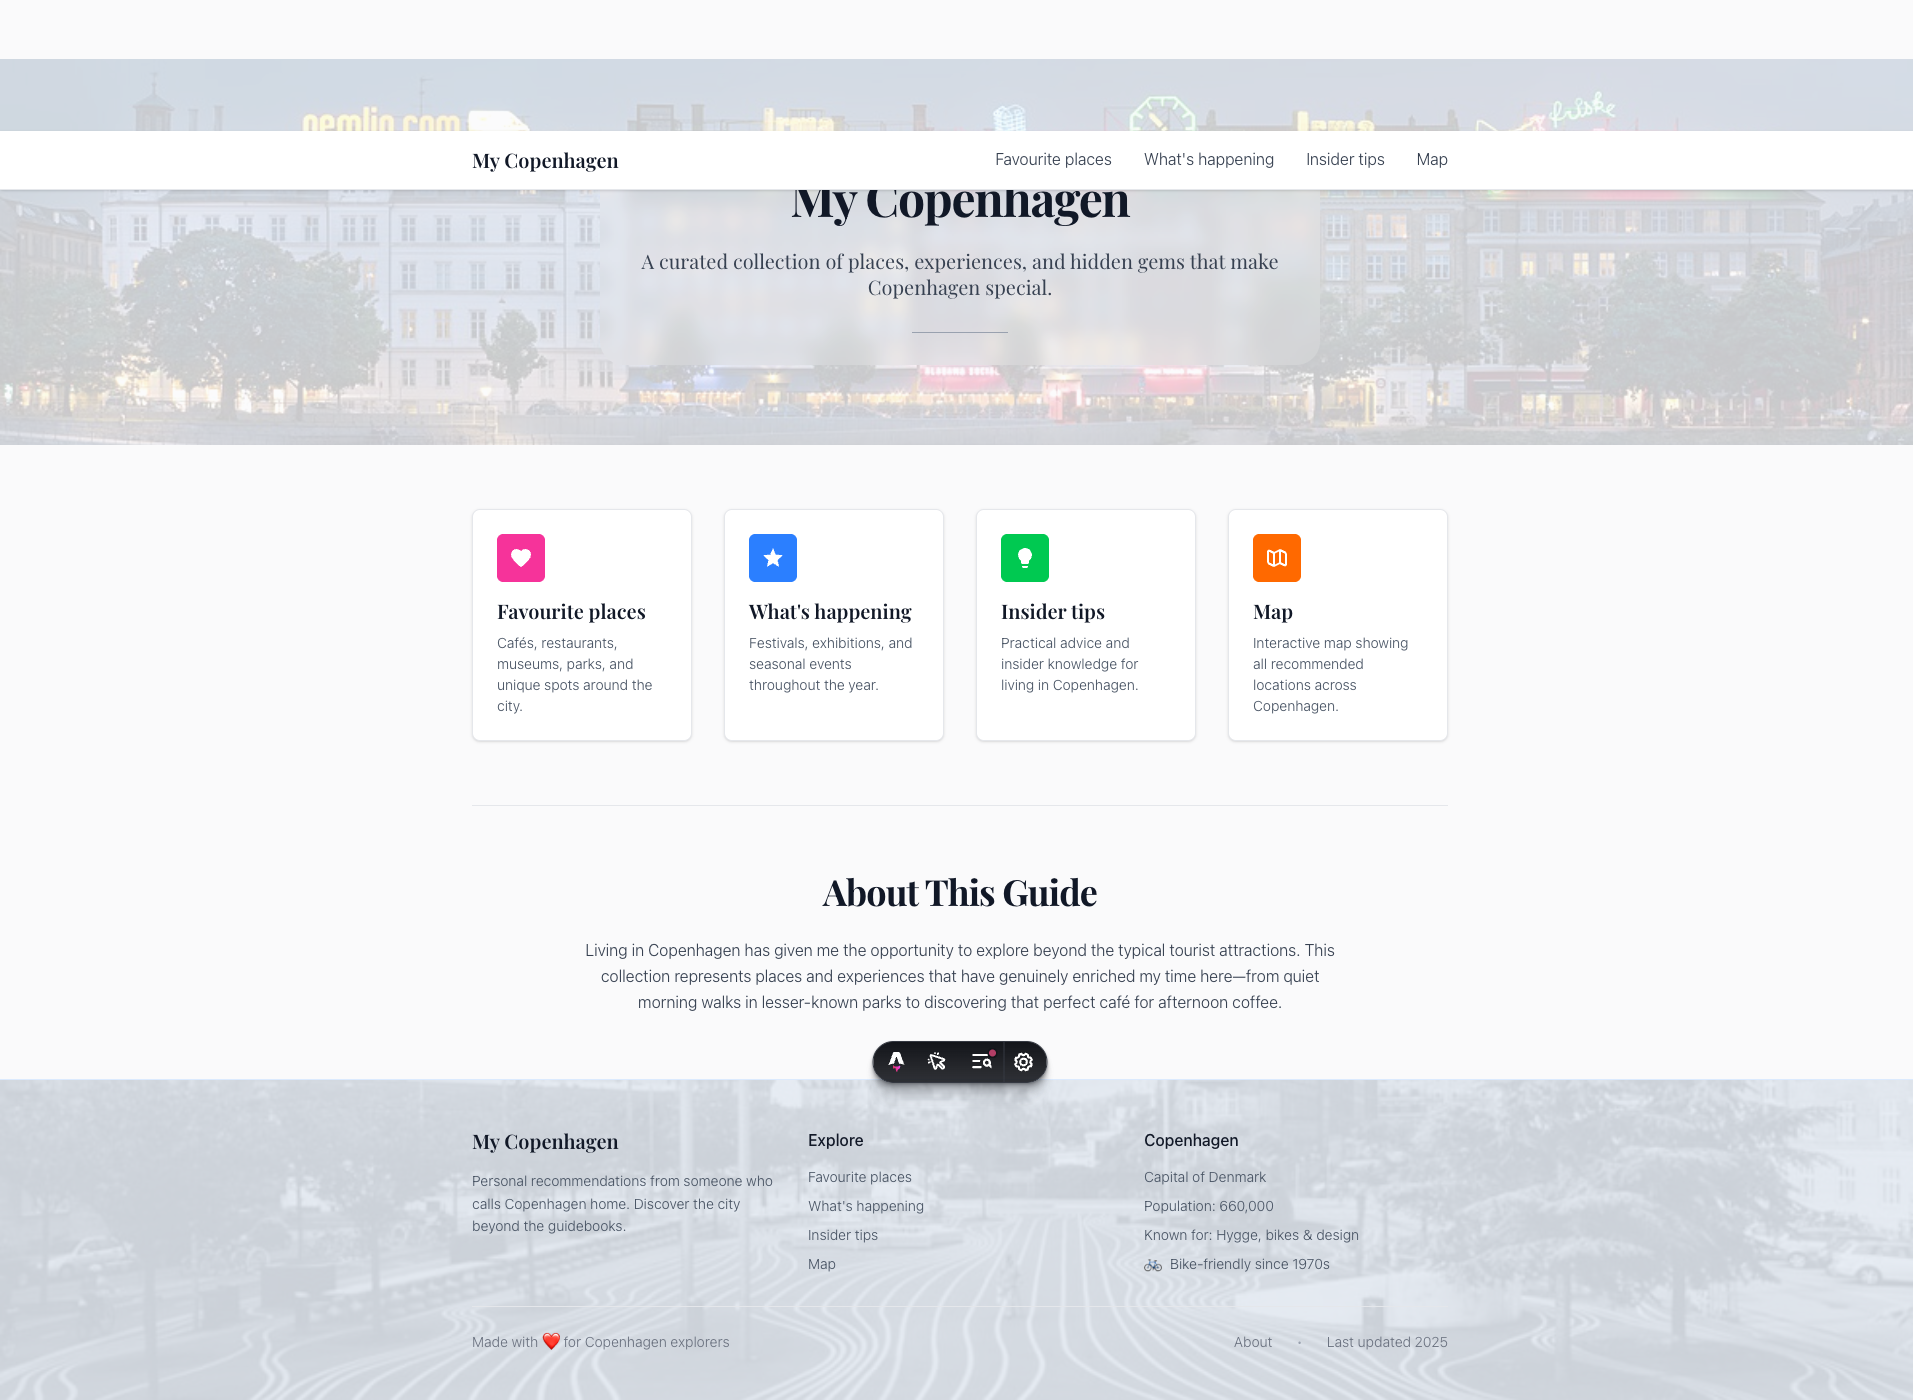 nemlig.com
Irma
Irma
friske
My Copenhagen
Favourite places
What's happening
Insider tips
Map
My Copenhagen
A curated collection of places, experiences, and hidden gems that make
Copenhagen special.
Favourite places
Cafés, restaurants,
museums, parks, and
unique spots around the
city.
What's happening
Festivals, exhibitions, and
seasonal events
throughout the year.
Insider tips
Practical advice and
insider knowledge for
living in Copenhagen.
Map
Interactive map showing
all recommended
locations across
Copenhagen.
About This Guide
Living in Copenhagen has given me the opportunity to explore beyond the typical tourist attractions. This
collection represents places and experiences that have genuinely enriched my time here—from quiet
morning walks in lesser-known parks to discovering that perfect café for afternoon coffee.
My Copenhagen
Personal recommendations from someone who
calls Copenhagen home. Discover the city
beyond the guidebooks.
Explore
Favourite places
What's happening
Insider tips
Map
Copenhagen
Capital of Denmark
Population: 660,000
Known for: Hygge, bikes & design
🚲 Bike-friendly since 1970s
Made with ❤️ for Copenhagen explorers
About · Last updated 2025